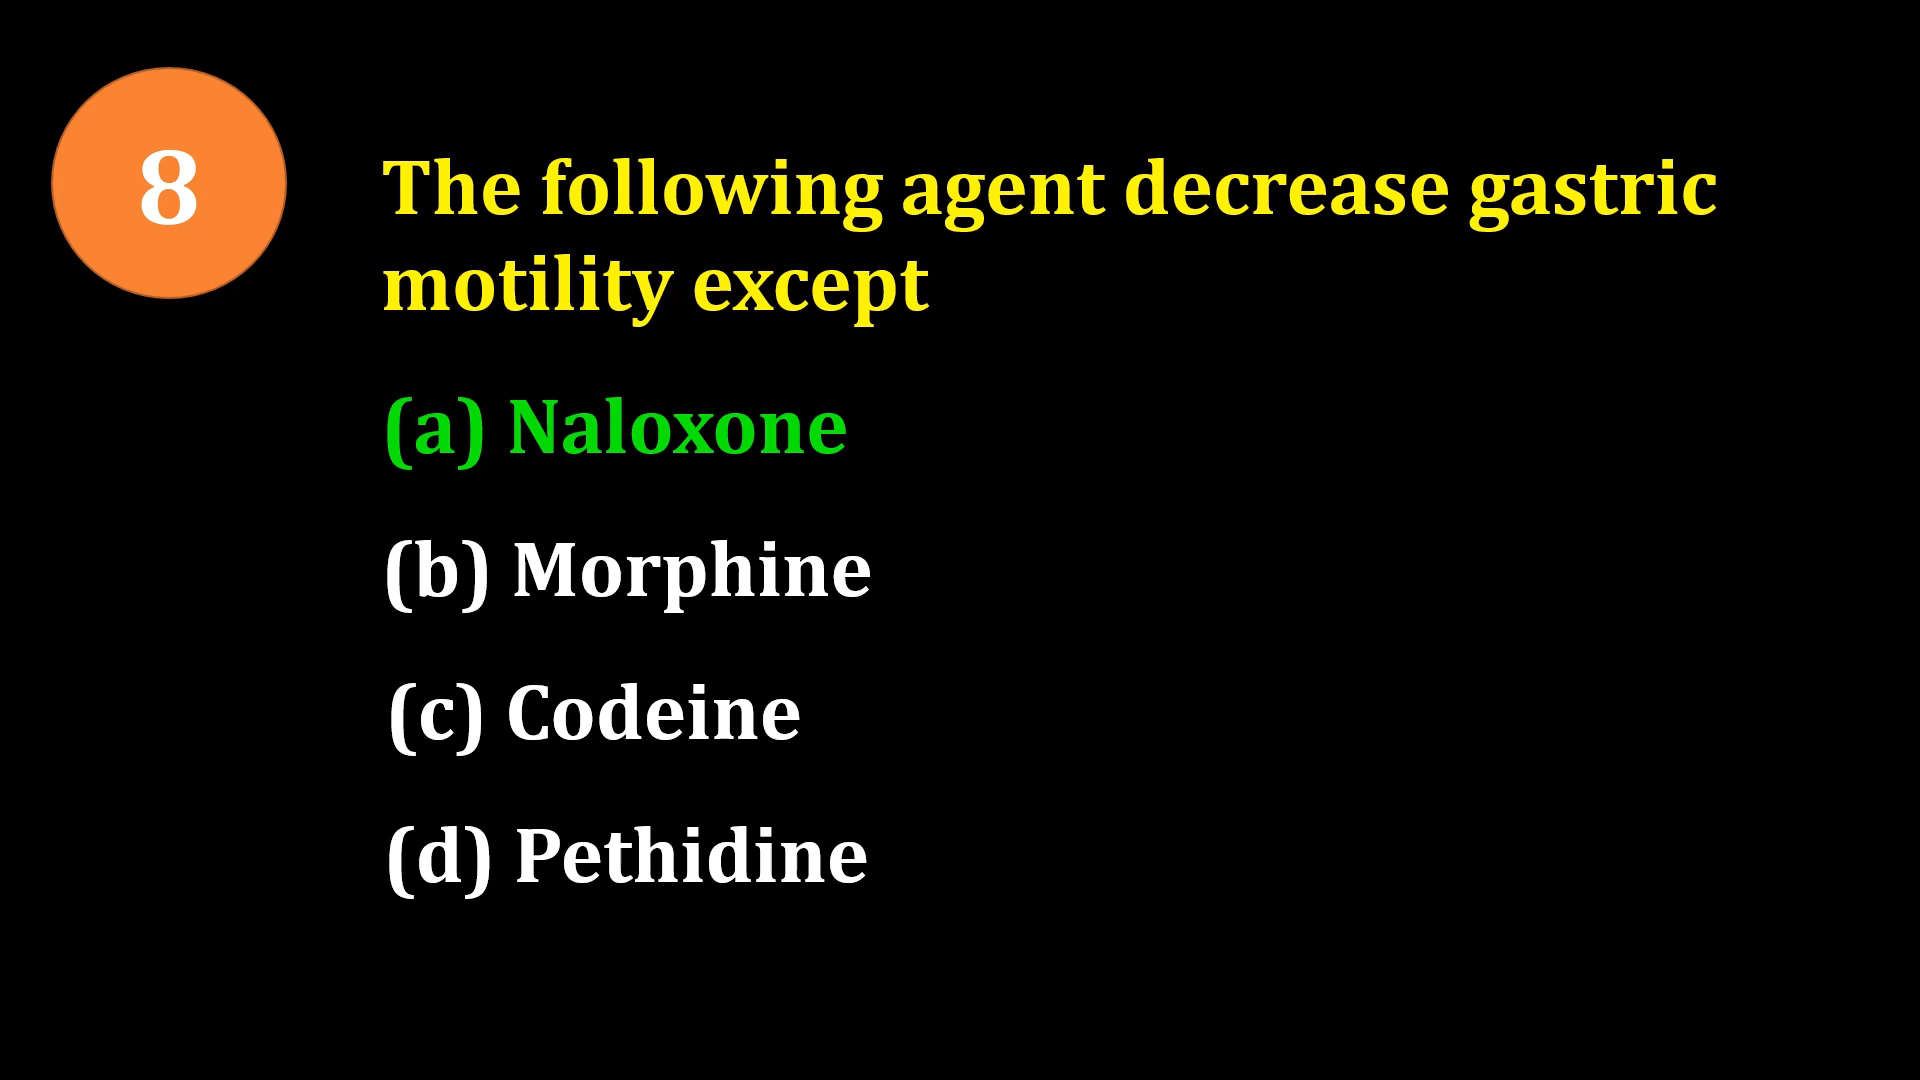 8
The following agent decrease gastric
motility except
(a) Naloxone
(b) Morphine
(c) Codeine
(d) Pethidine